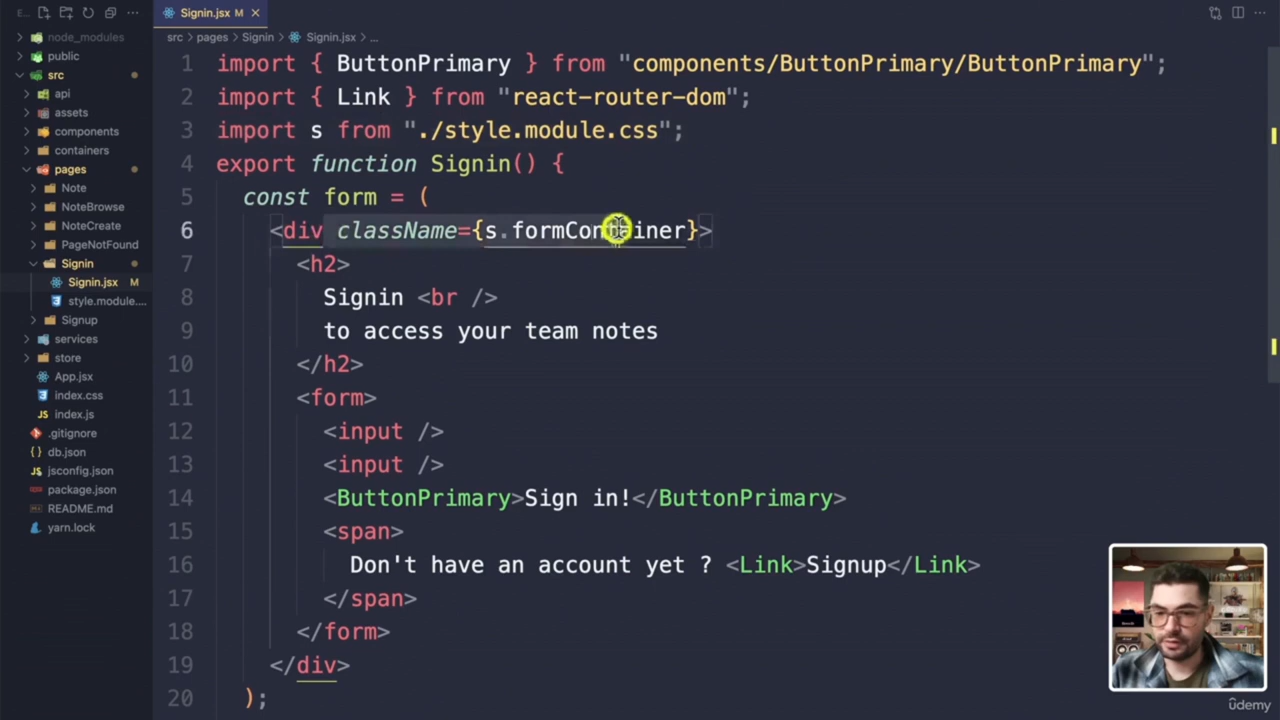 E...
node_modules
public
src
api
assets
components
containers
pages
Note
NoteBrowse
NoteCreate
PageNotFound
Signin
Signin.jsx M
style.module....
Signup
services
store
App.jsx
index.css
JS index.js
.gitignore
{} db.json
JS jsconfig.json
package.json
README.md
yarn.lock
Signin.jsx M ×
src > pages > Signin > Signin.jsx > ...
1 import { ButtonPrimary } from "components/ButtonPrimary/ButtonPrimary";
2 import { Link } from "react-router-dom";
3 import s from "./style.module.css";
4 export function Signin() {
5 const form = (
6 <div className={s.formContainer}>
7 <h2>
8 Signin <br />
9 to access your team notes
10 </h2>
11 <form>
12 <input />
13 <input />
14 <ButtonPrimary>Sign in!</ButtonPrimary>
15 <span>
16 Don't have an account yet ? <Link>Signup</Link>
17 </span>
18 </form>
19 </div>
20 );
ûdemy